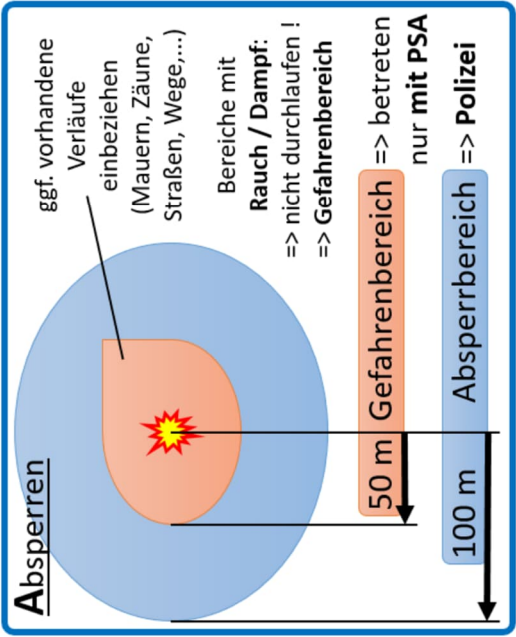 Absperren
ggf. vorhandene
Verläufe
einbeziehen
(Mauern, Zäune,
Straßen, Wege,...)
Bereiche mit
Rauch / Dampf:
=> nicht durchlaufen !
=> Gefahrenbereich
50 m Gefahrenbereich => betreten
nur mit PSA
100 m Absperrbereich => Polizei